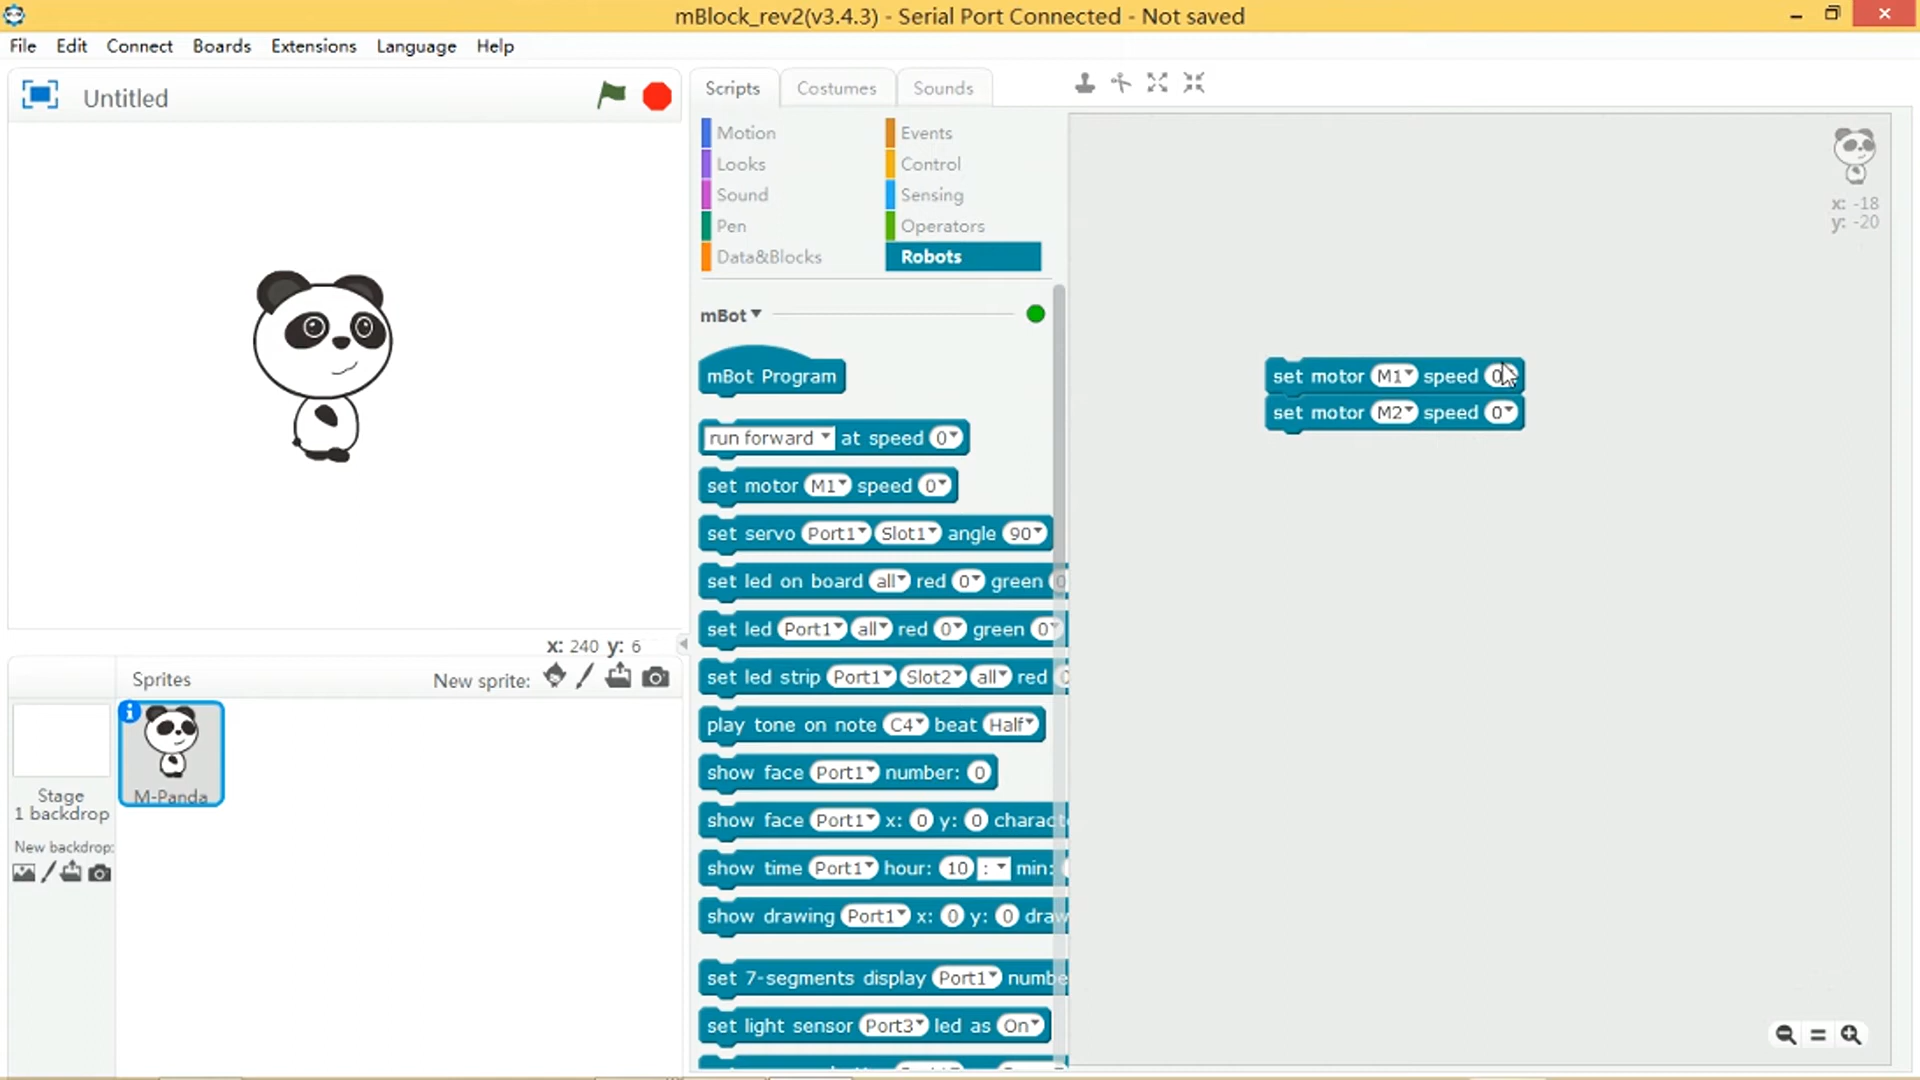 mBlock_rev2(v3.4.3) - Serial Port Connected - Not saved
File Edit Connect Boards Extensions Language Help
Untitled
Scripts Costumes Sounds
Motion Events
Looks Control
Sound Sensing
Pen Operators
Data&Blocks Robots
x: -18
y: -20
mBot
mBot Program
run forward at speed 0
set motor M1 speed 0
set servo Port1 Slot1 angle 90
set led on board all red 0 green 0
set led Port1 all red 0 green 0
set led strip Port1 Slot2 all red 0
play tone on note C4 beat Half
show face Port1 number: 0
show face Port1 x: 0 y: 0
show time Port1 hour: 10 : min:
show drawing Port1 x: 0 y: 0
set 7-segments display Port1
set light sensor Port3 led as On
set motor M1 speed 0
set motor M2 speed 0
x: 240 y: 6
Sprites New sprite:
M-Panda
Stage
1 backdrop
New backdrop: